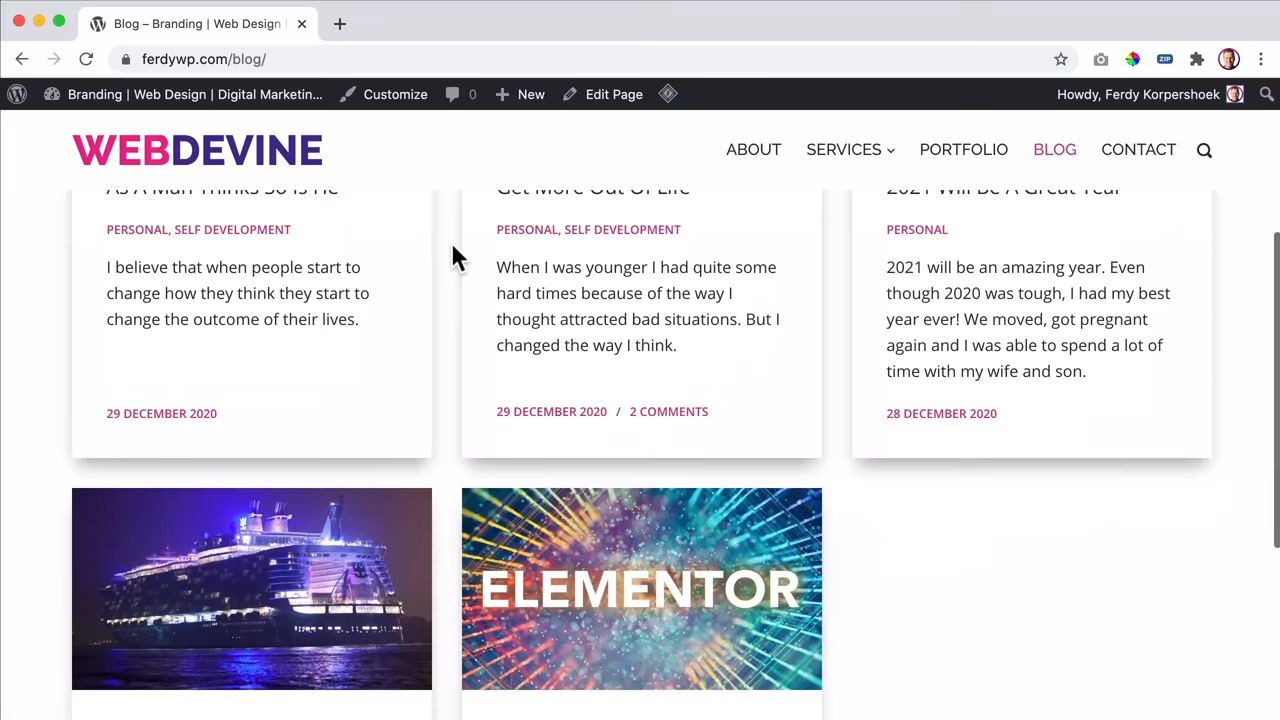 Blog – Branding | Web Design |
ferdywp.com/blog/
ZIP
Branding | Web Design | Digital Marketin...
Customize
0
New
Edit Page
Howdy, Ferdy Korpershoek
WEBDEVINE
ABOUT
SERVICES
PORTFOLIO
BLOG
CONTACT
As A Man Thinks So Is He
PERSONAL, SELF DEVELOPMENT
I believe that when people start to
change how they think they start to
change the outcome of their lives.
29 DECEMBER 2020
Get More Out Of Life
PERSONAL, SELF DEVELOPMENT
When I was younger I had quite some
hard times because of the way I
thought attracted bad situations. But I
changed the way I think.
29 DECEMBER 2020 / 2 COMMENTS
2021 Will Be A Great Year
PERSONAL
2021 will be an amazing year. Even
though 2020 was tough, I had my best
year ever! We moved, got pregnant
again and I was able to spend a lot of
time with my wife and son.
28 DECEMBER 2020
ELEMENTOR